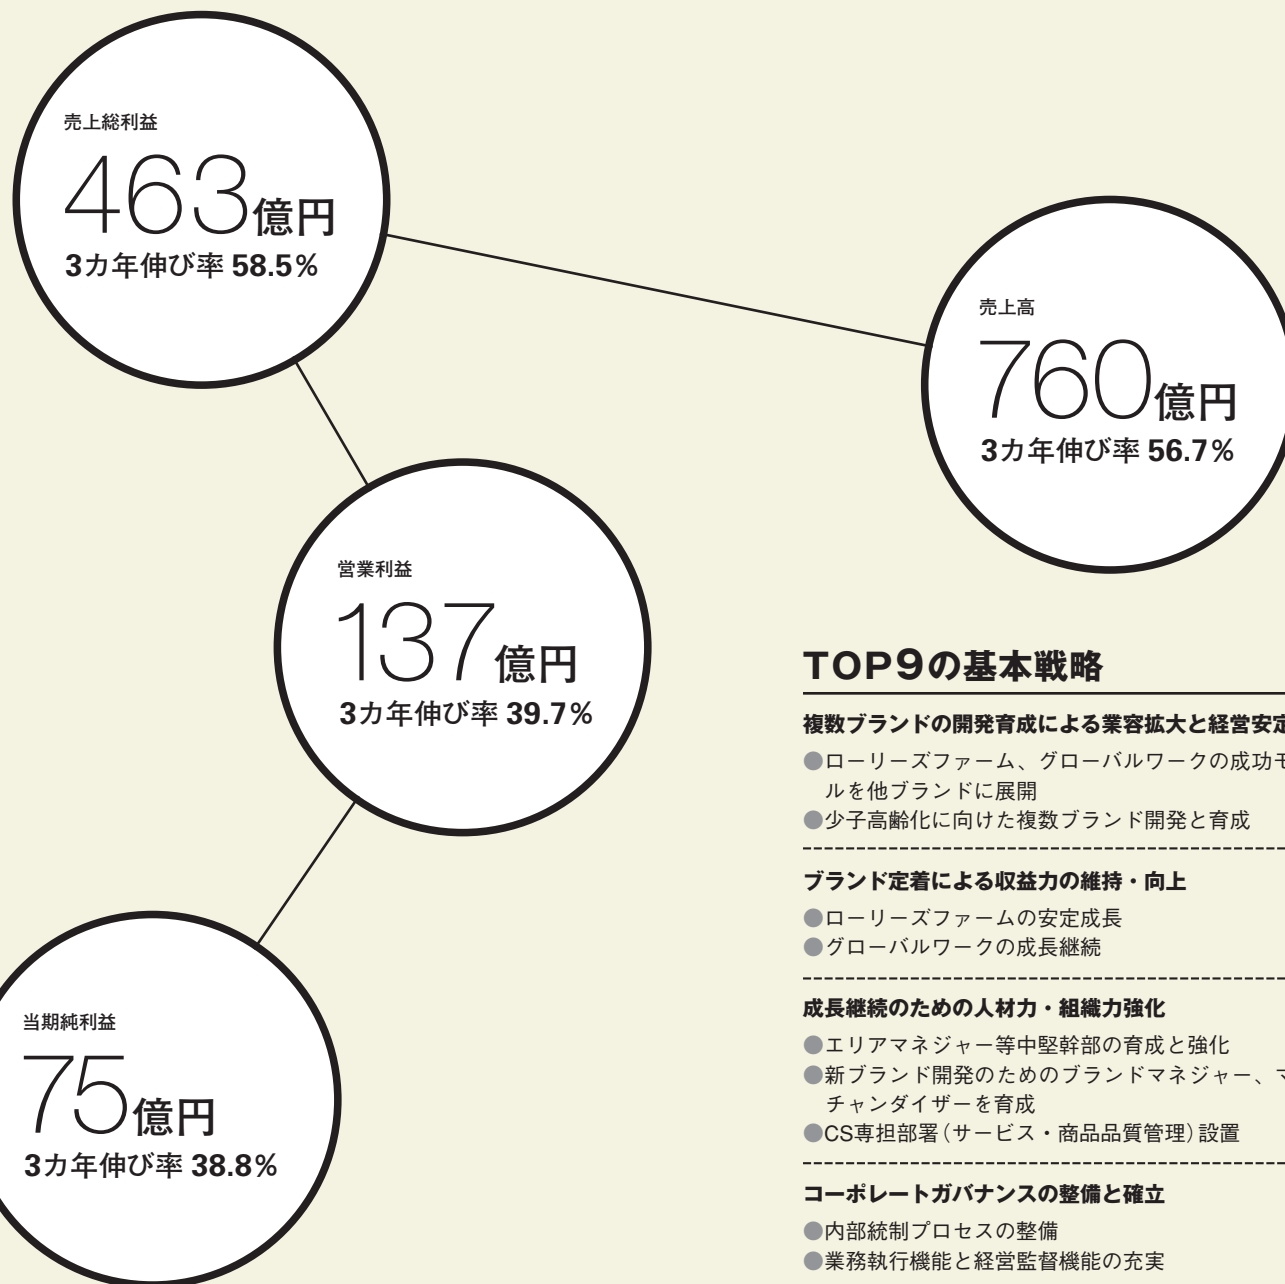 売上総利益
463億円
3カ年伸び率 58.5%
売上高
760億円
3カ年伸び率 56.7%
営業利益
137億円
3カ年伸び率 39.7%
当期純利益
75億円
3カ年伸び率 38.8%
TOP9の基本戦略
複数ブランドの開発育成による業容拡大と経営安定
●ローリーズファーム、グローバルワークの成功モ
ルを他ブランドに展開
●少子高齢化に向けた複数ブランド開発と育成
ブランド定着による収益力の維持・向上
●ローリーズファームの安定成長
●グローバルワークの成長継続
成長継続のための人材力・組織力強化
●エリアマネジャー等中堅幹部の育成と強化
●新ブランド開発のためのブランドマネジャー、マ
チャンダイザーを育成
●CS専担部署（サービス・商品品質管理）設置
コーポレートガバナンスの整備と確立
●内部統制プロセスの整備
●業務執行機能と経営監督機能の充実